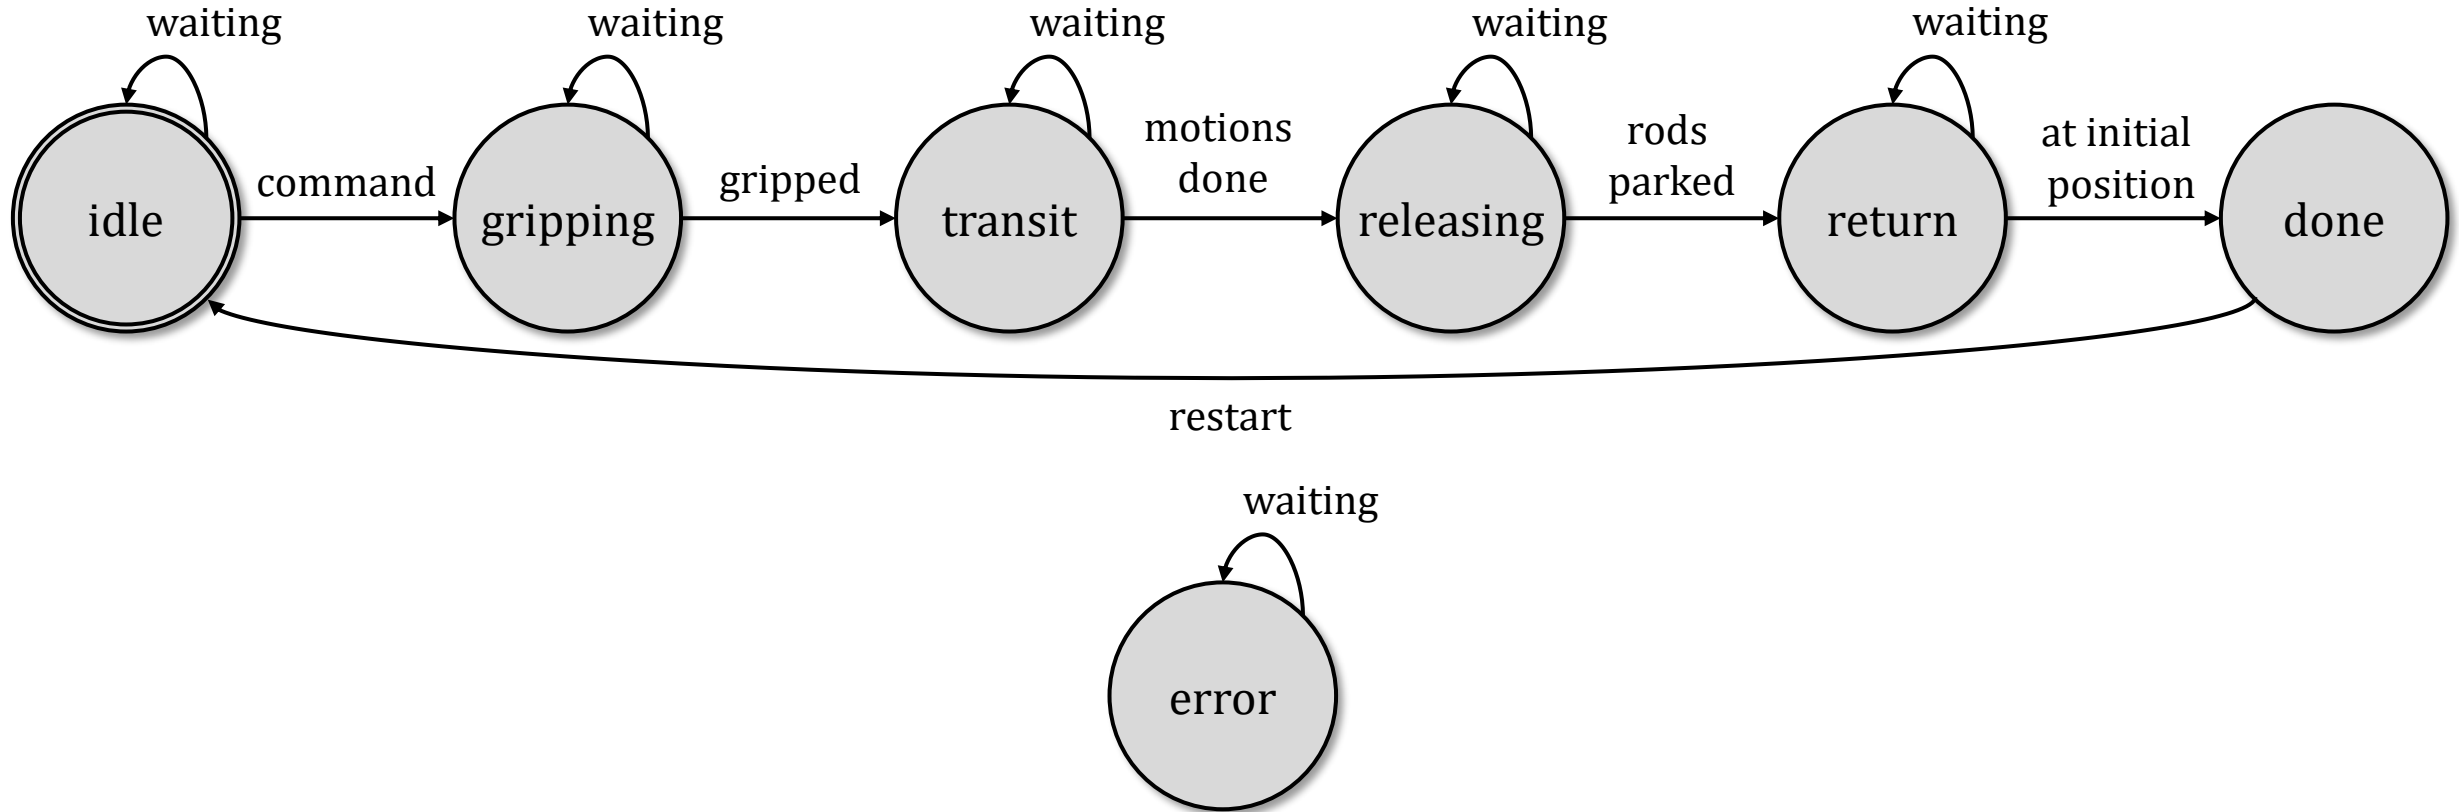 waiting
waiting
waiting
waiting
waiting
idle
command
gripping
gripped
transit
motions
done
releasing
rods
parked
return
at initial
position
done
restart
waiting
error